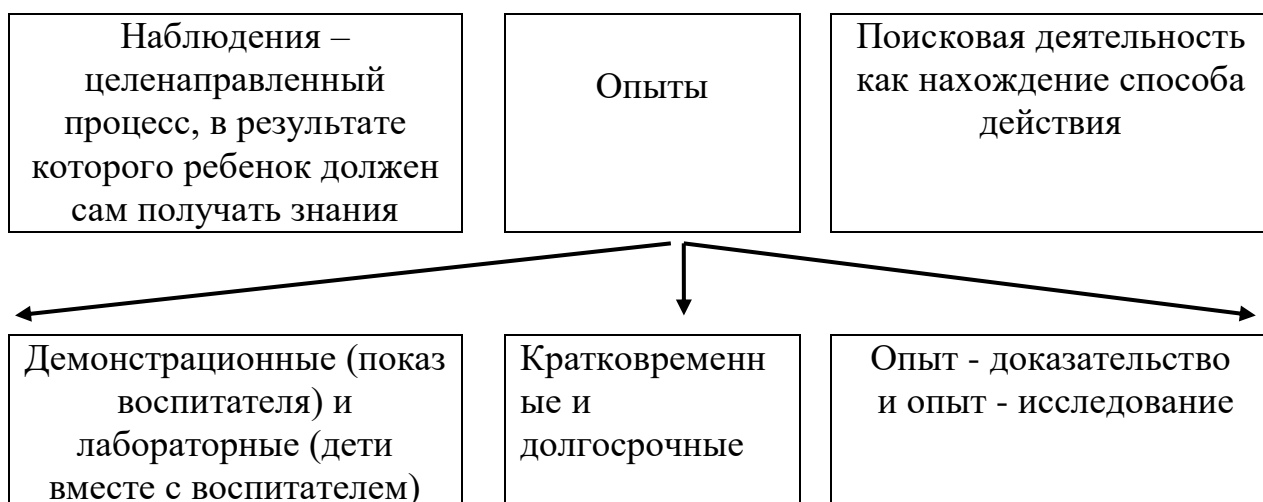 Наблюдения –
целенаправленный
процесс, в результате
которого ребенок должен
сам получать знания
Опыты
Поисковая деятельность
как нахождение способа
действия
Демонстрационные (показ
воспитателя) и
лабораторные (дети
вместе с воспитателем)
Кратковременн
ые и
долгосрочные
Опыт - доказательство
и опыт - исследование